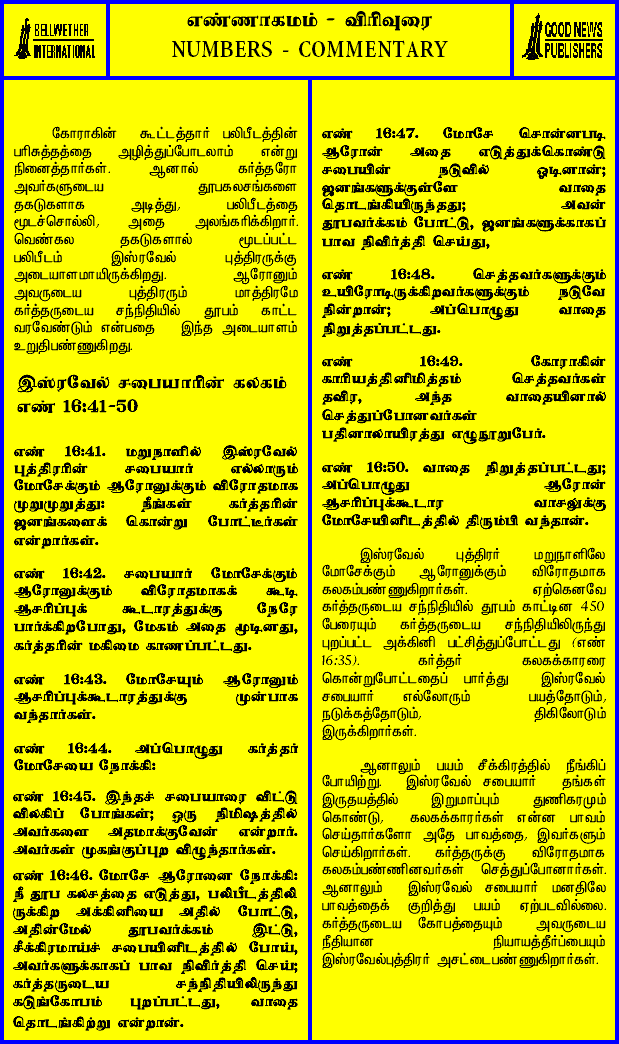 BELLWETHER
INTERNATIONAL
எண்ணாகமம் - விரிவுரை
NUMBERS - COMMENTARY
GOOD NEWS
PUBLISHERS
கோராகின் கூட்டத்தார் பலிபீடத்தின்
பரிசுத்தத்தை அழித்துப்போடலாம் என்று
நினைத்தார்கள். ஆனால் கர்த்தரோ
அவர்களுடைய தூபகலசங்களை
தகடுகளாக அடித்து, பலிபீடத்தை
மூடச்சொல்லி, அதை அலங்கரிக்கிறார்.
வெண்கல தகடுகளால் மூடப்பட்ட
பலிபீடம் இஸ்ரவேல் புத்திரருக்கு
அடையாளமாயிருக்கிறது. ஆரோனும்
அவருடைய புத்திரரும் மாத்திரமே
கர்த்தருடைய சந்நிதியில் தூபம் காட்ட
வரவேண்டும் என்பதை இந்த அடையாளம்
உறுதிபண்ணுகிறது.
இஸ்ரவேல் சபையாரின் கலகம்
எண் 16:41-50
எண் 16:41. மறுநாளில் இஸ்ரவேல்
புத்திரரின் சபையார் எல்லாரும்
மோசேக்கும் ஆரோனுக்கும் விரோதமாக
முறுமுறுத்து: நீங்கள் கர்த்தரின்
ஜனங்களைக் கொன்று போட்டீர்கள்
என்றார்கள்.
எண் 16:42. சபையார் மோசேக்கும்
ஆரோனுக்கும் விரோதமாகக் கூடி
ஆசரிப்புக் கூடாரத்துக்கு நேரே
பார்க்கிறபோது, மேகம் அதை மூடினது,
கர்த்தரின் மகிமை காணப்பட்டது.
எண் 16:43. மோசேயும் ஆரோனும்
ஆசரிப்புக்கூடாரத்துக்கு முன்பாக
வந்தார்கள்.
எண் 16:44. அப்பொழுது கர்த்தர்
மோசேயை நோக்கி:
எண் 16:45. இந்தச் சபையாரை விட்டு
விலகிப் போங்கள்; ஒரு நிமிஷத்தில்
அவர்களை அதமாக்குவேன் என்றார்.
அவர்கள் முகங்குப்புற விழுந்தார்கள்.
எண் 16:46. மோசே ஆரோனை நோக்கி:
நீ தூப கலசத்தை எடுத்து, பலிபீடத்திலி
ருக்கிற அக்கினியை அதில் போட்டு,
அதின்மேல் தூபவர்க்கம் இட்டு,
சீக்கிரமாய்ச் சபையினிடத்தில் போய்,
அவர்களுக்காகப் பாவ நிவிர்த்தி செய்;
கர்த்தருடைய சந்நிதியிலிருந்து
கடுங்கோபம் புறப்பட்டது, வாதை
தொடங்கிற்று என்றான்.
எண் 16:47. மோசே சொன்னபடி
ஆரோன் அதை எடுத்துக்கொண்டு
சபையின் நடுவில் ஓடினான்;
ஜனங்களுக்குள்ளே வாதை
தொடங்கியிருந்தது; அவன்
தூபவர்க்கம் போட்டு, ஜனங்களுக்காகப்
பாவ நிவிர்த்தி செய்து,
எண் 16:48. செத்தவர்களுக்கும்
உயிரோடிருக்கிறவர்களுக்கும் நடுவே
நின்றான்; அப்பொழுது வாதை
நிறுத்தப்பட்டது.
எண் 16:49. கோராகின்
காரியத்தினிமித்தம் செத்தவர்கள்
தவிர, அந்த வாதையினால்
செத்துப்போனவர்கள்
பதினாலாயிரத்து எழுநூறுபேர்.
எண் 16:50. வாதை நிறுத்தப்பட்டது;
அப்பொழுது ஆரோன்
ஆசரிப்புக்கூடார வாசலுக்கு
மோசேயினிடத்தில் திரும்பி வந்தான்.
இஸ்ரவேல் புத்திரர் மறுநாளிலே
மோசேக்கும் ஆரோனுக்கும் விரோதமாக
கலகம்பண்ணுகிறார்கள். ஏற்கெனவே
கர்த்தருடைய சந்நிதியில் தூபம் காட்டின 450
பேரையும் கர்த்தருடைய சந்நிதியிலிருந்து
புறப்பட்ட அக்கினி பட்சித்துப்போட்டது (எண்
16:35). கர்த்தர் கலகக்காரரை
கொன்றுபோட்டதைப் பார்த்து இஸ்ரவேல்
சபையார் எல்லோரும் பயத்தோடும்,
நடுக்கத்தோடும், திகிலோடும்
இருக்கிறார்கள்.
ஆனாலும் பயம் சீக்கிரத்தில் நீங்கிப்
போயிற்று. இஸ்ரவேல் சபையார் தங்கள்
இருதயத்தில் இறுமாப்பும் துணிகரமும்
கொண்டு, கலகக்காரர்கள் என்ன பாவம்
செய்தார்களோ அதே பாவத்தை, இவர்களும்
செய்கிறார்கள். கர்த்தருக்கு விரோதமாக
கலகம்பண்ணினவர்கள் செத்துப்போனார்கள்.
ஆனாலும் இஸ்ரவேல் சபையார் மனதிலே
பாவத்தைக் குறித்து பயம் ஏற்படவில்லை.
கர்த்தருடைய கோபத்தையும் அவருடைய
நீதியான நியாயத்தீர்ப்பையும்
இஸ்ரவேல்புத்திரர் அசட்டைபண்ணுகிறார்கள்.